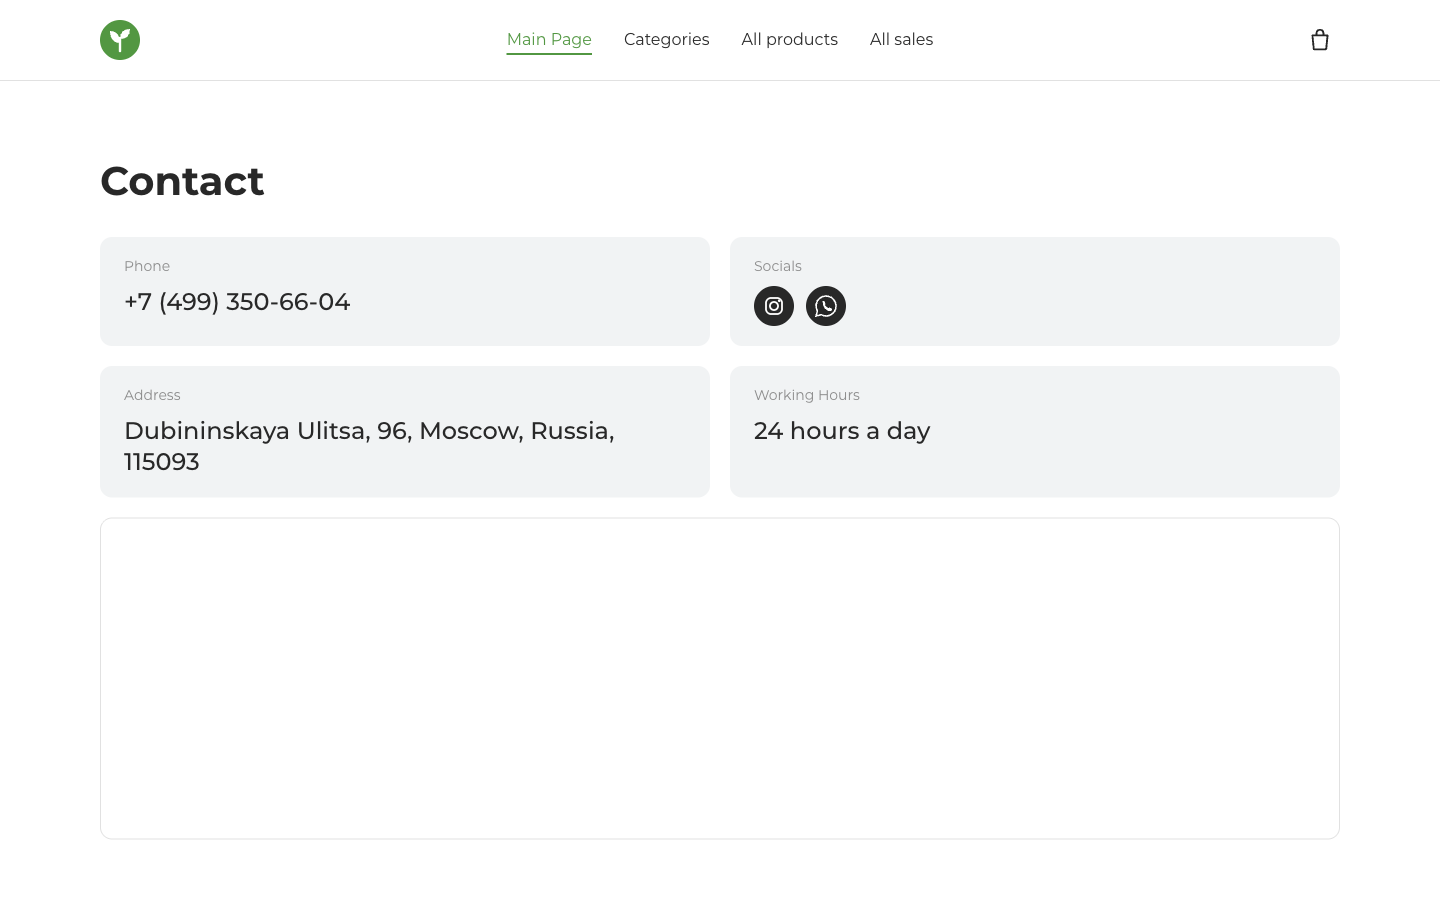 Main Page Categories All products All sales
Contact
Phone
+7 (499) 350-66-04
Socials
Address
Dubininskaya Ulitsa, 96, Moscow, Russia,
115093
Working Hours
24 hours a day